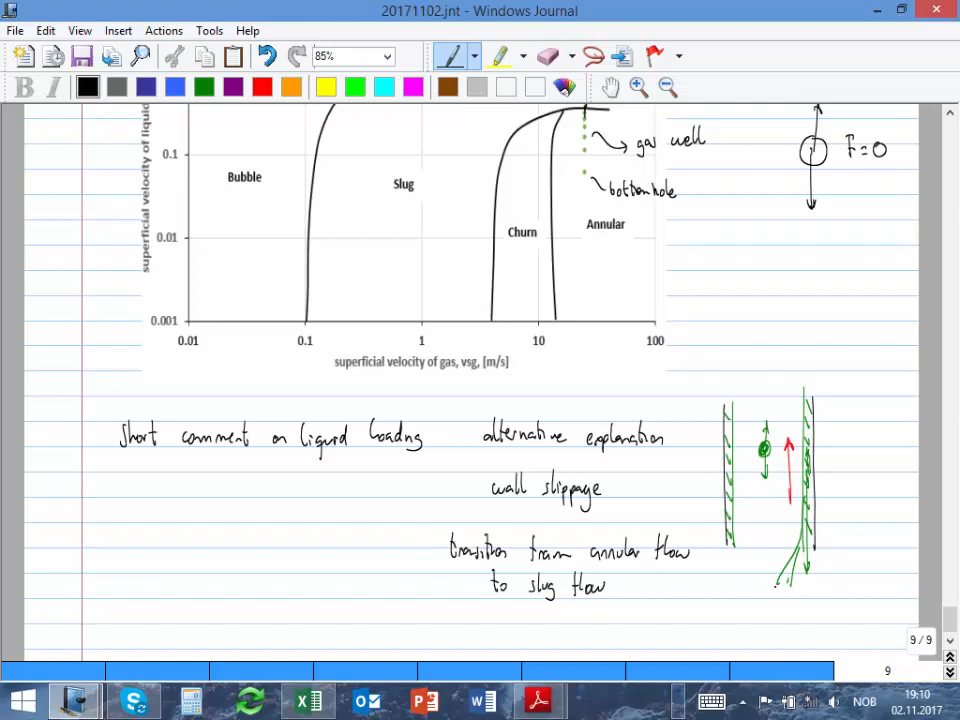 20171102.jnt - Windows Journal
File Edit View Insert Actions Tools Help
85%
B I
superficial velocity of liquid
0.1
0.01
0.001
Bubble
Slug
Churn
Annular
gas well
bottomhole
F=0
0.01 0.1 1 10 100
superficial velocity of gas, vsg, [m/s]
short comment on liquid loading alternative explanation
wall slippage
transition from annular flow
to slug flow
9 / 9
9
NOB
19:10
02.11.2017